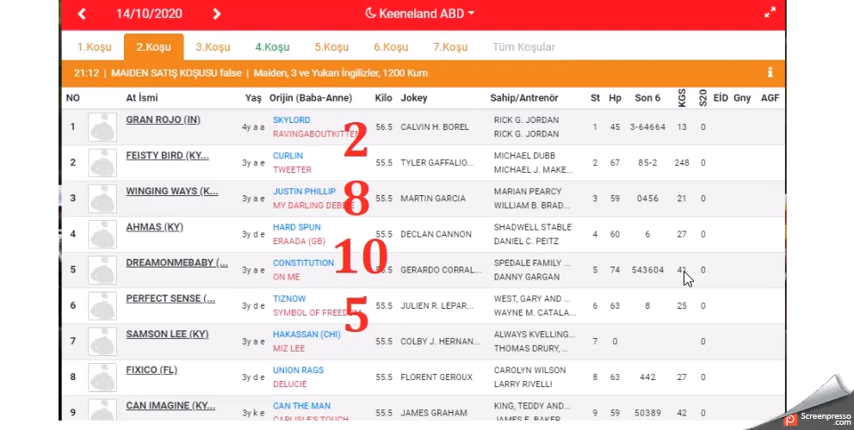 14/10/2020 Keeneland ABD
1.Koşu 2.Koşu 3.Koşu 4.Koşu 5.Koşu 6.Koşu 7.Koşu Tüm Koşular
21:12 | MAIDEN SATIŞ KOŞUSU false | Maiden, 3 ve Yukarı İngilizler, 1200 Kum i
NO At İsmi Yaş Orijin (Baba-Anne) Kilo Jokey Sahip/Antrenör St Hp Son 6 KGS S20 EİD Gny AGF
1 GRAN ROJO (IN) 4y a a SKYLORD 56.5 CALVIN H. BOREL RICK G. JORDAN 1 45 3-64664 13 0
RAVINGABOUTKITTEN RICK G. JORDAN
2
2 FEISTY BIRD (KY... 3y a e CURLIN 55.5 TYLER GAFFALIO... MICHAEL DUBB 2 67 85-2 248 0
TWEETER MICHAEL J. MAKE...
3 WINGING WAYS (K... 3y a e JUSTIN PHILLIP 55.5 MARTIN GARCIA MARIAN PEARCY 3 59 0456 21 0
MY DARLING WILLIAM B. BRAD...
8
4 AHMAS (KY) 3y d e HARD SPUN 55.5 DECLAN CANNON SHADWELL STABLE 4 60 6 27 0
ERAADA (GB) DANIEL C. PEITZ
10
5 DREAMONMEBABY (... 3y a e CONSTITUTION GERARDO CORRAL... SPEDALE FAMILY ... 5 74 543604 0
ON ME DANNY GARGAN
6 PERFECT SENSE (... 3y d e TIZNOW 55.5 JULIEN R. LEPAR... WEST, GARY AND ... 6 63 8 25 0
SYMBOL OF FREEDOM WAYNE M. CATALA...
5
7 SAMSON LEE (KY) 3y a e HAKASSAN (CHI) 55.5 COLBY J. HERNAN... ALWAYS KVELLING... 7 0 0
MIZ LEE THOMAS DRURY, ...
8 FIXICO (FL) 3y d e UNION RAGS 55.5 FLORENT GEROUX CAROLYN WILSON 8 63 442 27 0
DELUCIE LARRY RIVELLI
9 CAN IMAGINE (KY... 3y k e CAN THE MAN 55.5 JAMES GRAHAM KING, TEDDY AND... 9 59 50389 42 0
CARLISLE'S TOUCH JAMES E. BAKER
Screenpresso
.com